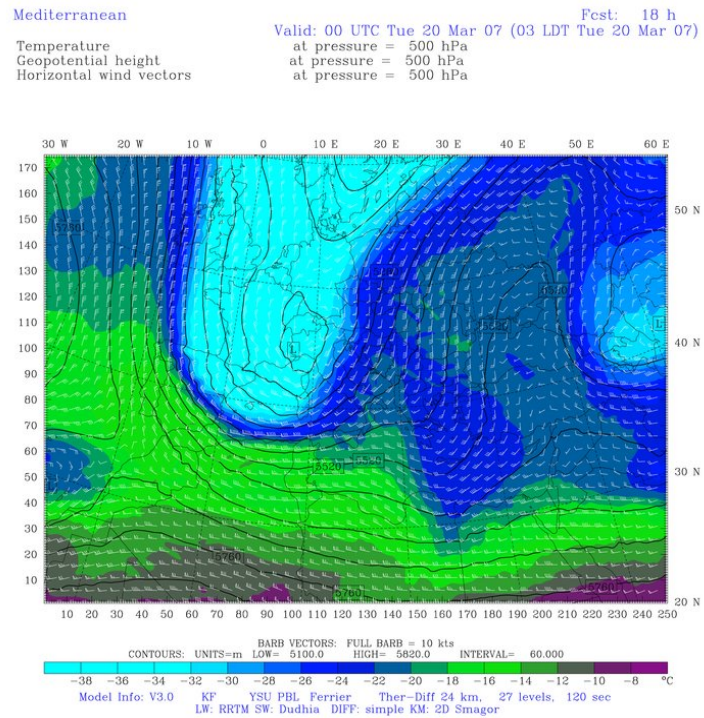 Mediterranean Fcst: 18 h
Valid: 00 UTC Tue 20 Mar 07 (03 LDT Tue 20 Mar 07)
Temperature at pressure = 500 hPa
Geopotential height at pressure = 500 hPa
Horizontal wind vectors at pressure = 500 hPa
30 W 20 W 10 W 0 10 E 20 E 30 E 40 E 50 E 60 E
170
160
150 50 N
5780
140
130
120
110 L
100 L 40 N
90
80
70
60
5520 5520
50 30 N
40
30
20
5760
10 5760 5760
20 N
10 20 30 40 50 60 70 80 90 100 110 120 130 140 150 160 170 180 190 200 210 220 230 240 250
BARB VECTORS: FULL BARB = 10 kts
CONTOURS: UNITS=m LOW= 5100.0 HIGH= 5820.0 INTERVAL= 60.000
-38 -36 -34 -32 -30 -28 -26 -24 -22 -20 -18 -16 -14 -12 -10 -8 °C
Model Info: V3.0 KF YSU PBL Ferrier Ther-Diff 24 km, 27 levels, 120 sec
LW: RRTM SW: Dudhia DIFF: simple KM: 2D Smagor